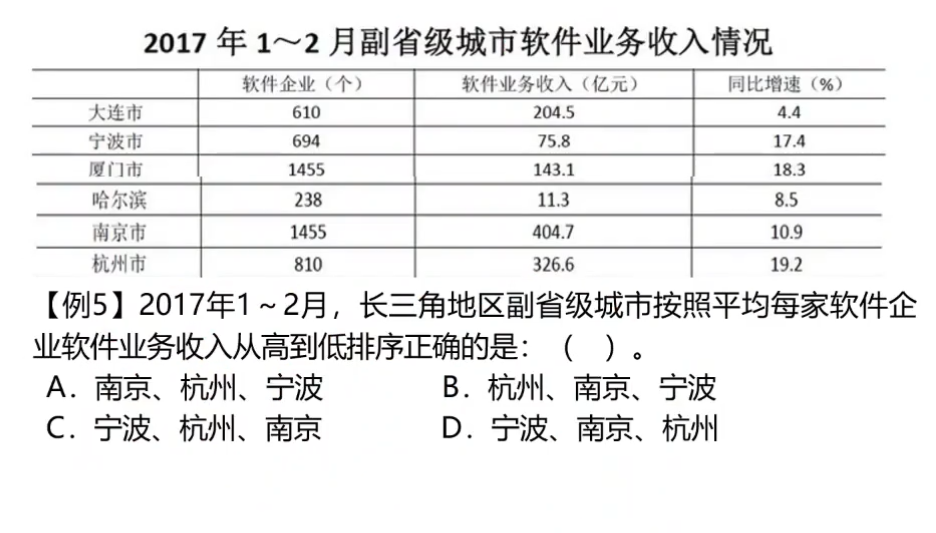 2017 年 1～2 月副省级城市软件业务收入情况
软件企业（个） 软件业务收入（亿元） 同比增速（%）
大连市 610 204.5 4.4
宁波市 694 75.8 17.4
厦门市 1455 143.1 18.3
哈尔滨 238 11.3 8.5
南京市 1455 404.7 10.9
杭州市 810 326.6 19.2
【例5】2017年1～2月，长三角地区副省级城市按照平均每家软件企
业软件业务收入从高到低排序正确的是：（ ）。
A．南京、杭州、宁波 B．杭州、南京、宁波
C．宁波、杭州、南京 D．宁波、南京、杭州